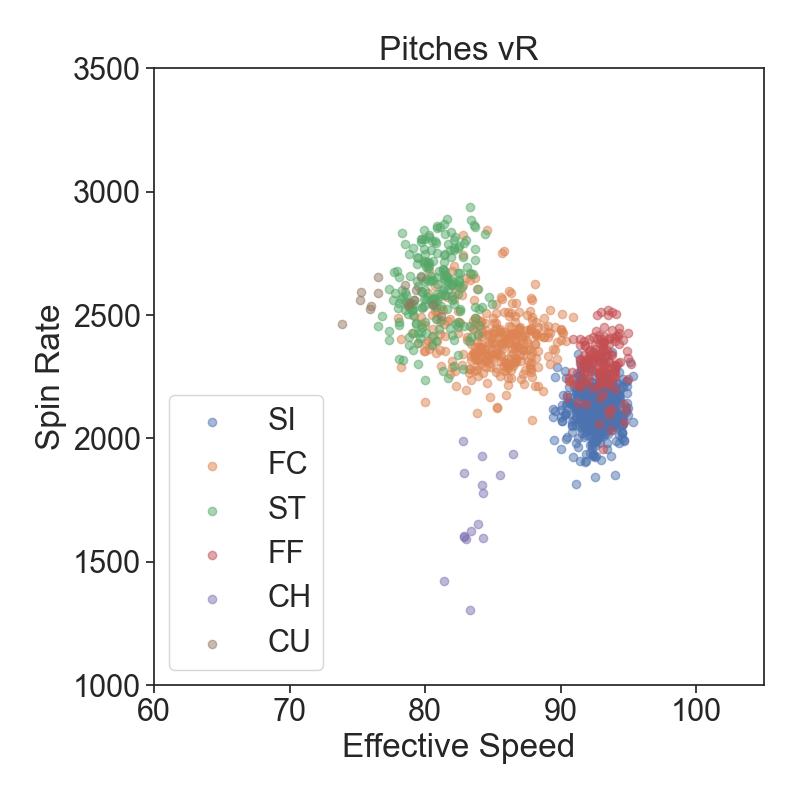 Pitches vR
3500
3000
2500
2000
1500
1000
Spin Rate
SI
FC
ST
FF
CH
CU
60 70 80 90 100
Effective Speed